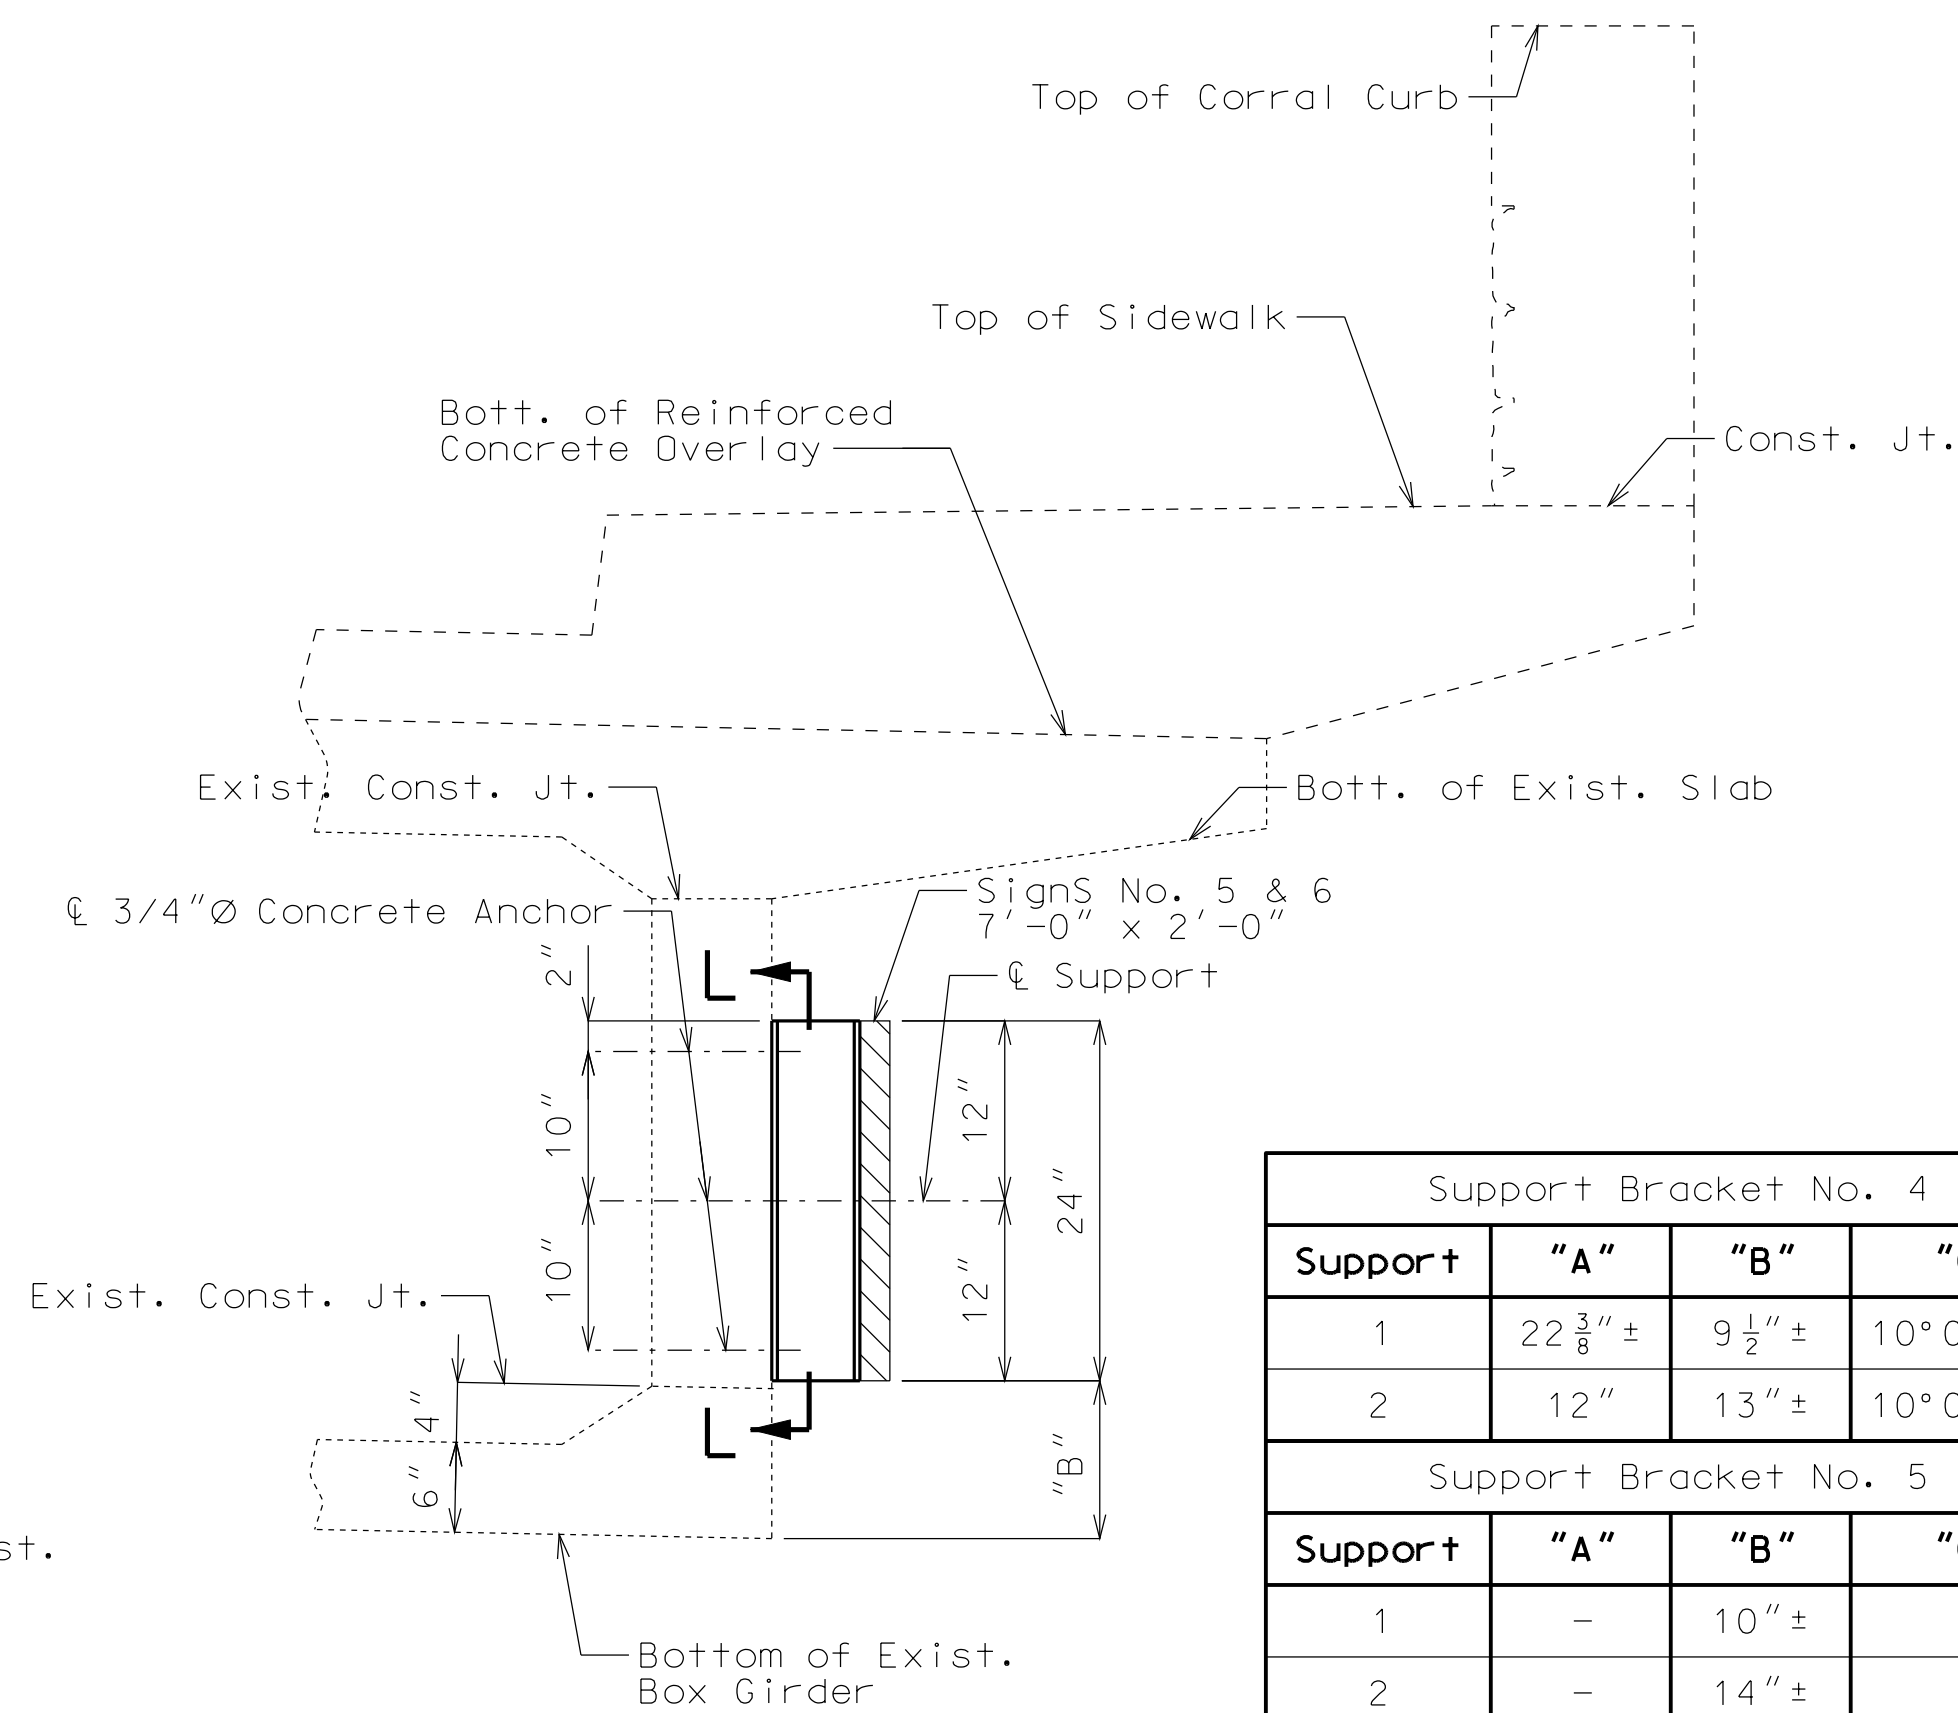 Top of Corral Curb
Top of Sidewalk
Bott. of Reinforced
Concrete Overlay
Const. Jt.
Exist. Const. Jt.
Bott. of Exist. Slab
℄ 3/4"Ø Concrete Anchor
SignS No. 5 & 6
7'-0" x 2'-0"
℄ Support
2"
L
10"
12"
24"
10"
12"
Exist. Const. Jt.
4"
6"
L
"B"
st.
Bottom of Exist.
Box Girder
Support Bracket No. 4
Support "A" "B"
1 22 3/8"± 9 1/2"± 10°
2 12" 13"± 10°
Support Bracket No. 5
Support "A" "B"
1 - 10"±
2 - 14"±